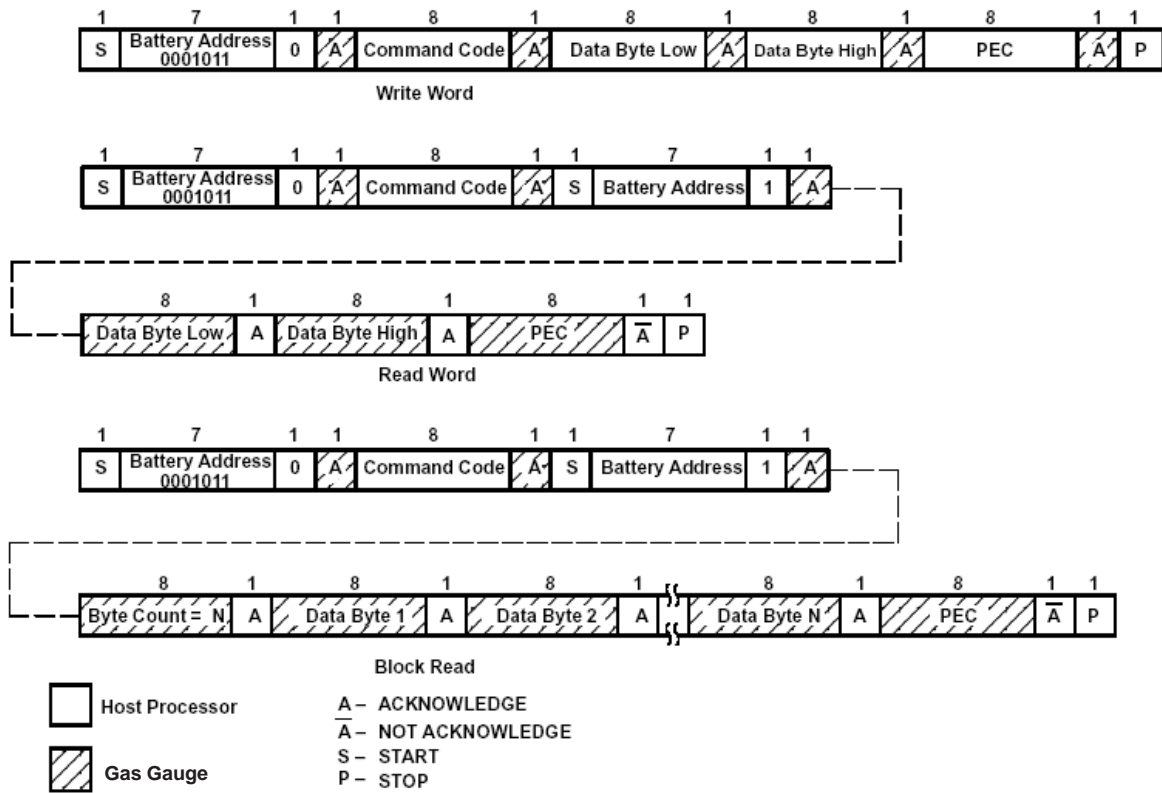 1 7 1 1 8 1 8 1 8 1 8 1 1
S Battery Address 0 A Command Code A Data Byte Low A Data Byte High A PEC A P
0001011
Write Word
1 7 1 1 8 1 1 7 1 1
S Battery Address 0 A Command Code A S Battery Address 1 A
0001011
8 1 8 1 8 1 1
Data Byte Low A Data Byte High A PEC A̅ P
Read Word
1 7 1 1 8 1 1 7 1 1
S Battery Address 0 A Command Code A S Battery Address 1 A
0001011
8 1 8 1 8 1 8 1 8 1 1
Byte Count = N A Data Byte 1 A Data Byte 2 A Data Byte N A PEC A̅ P
Block Read
Host Processor
Gas Gauge
A – ACKNOWLEDGE
A̅ – NOT ACKNOWLEDGE
S – START
P – STOP